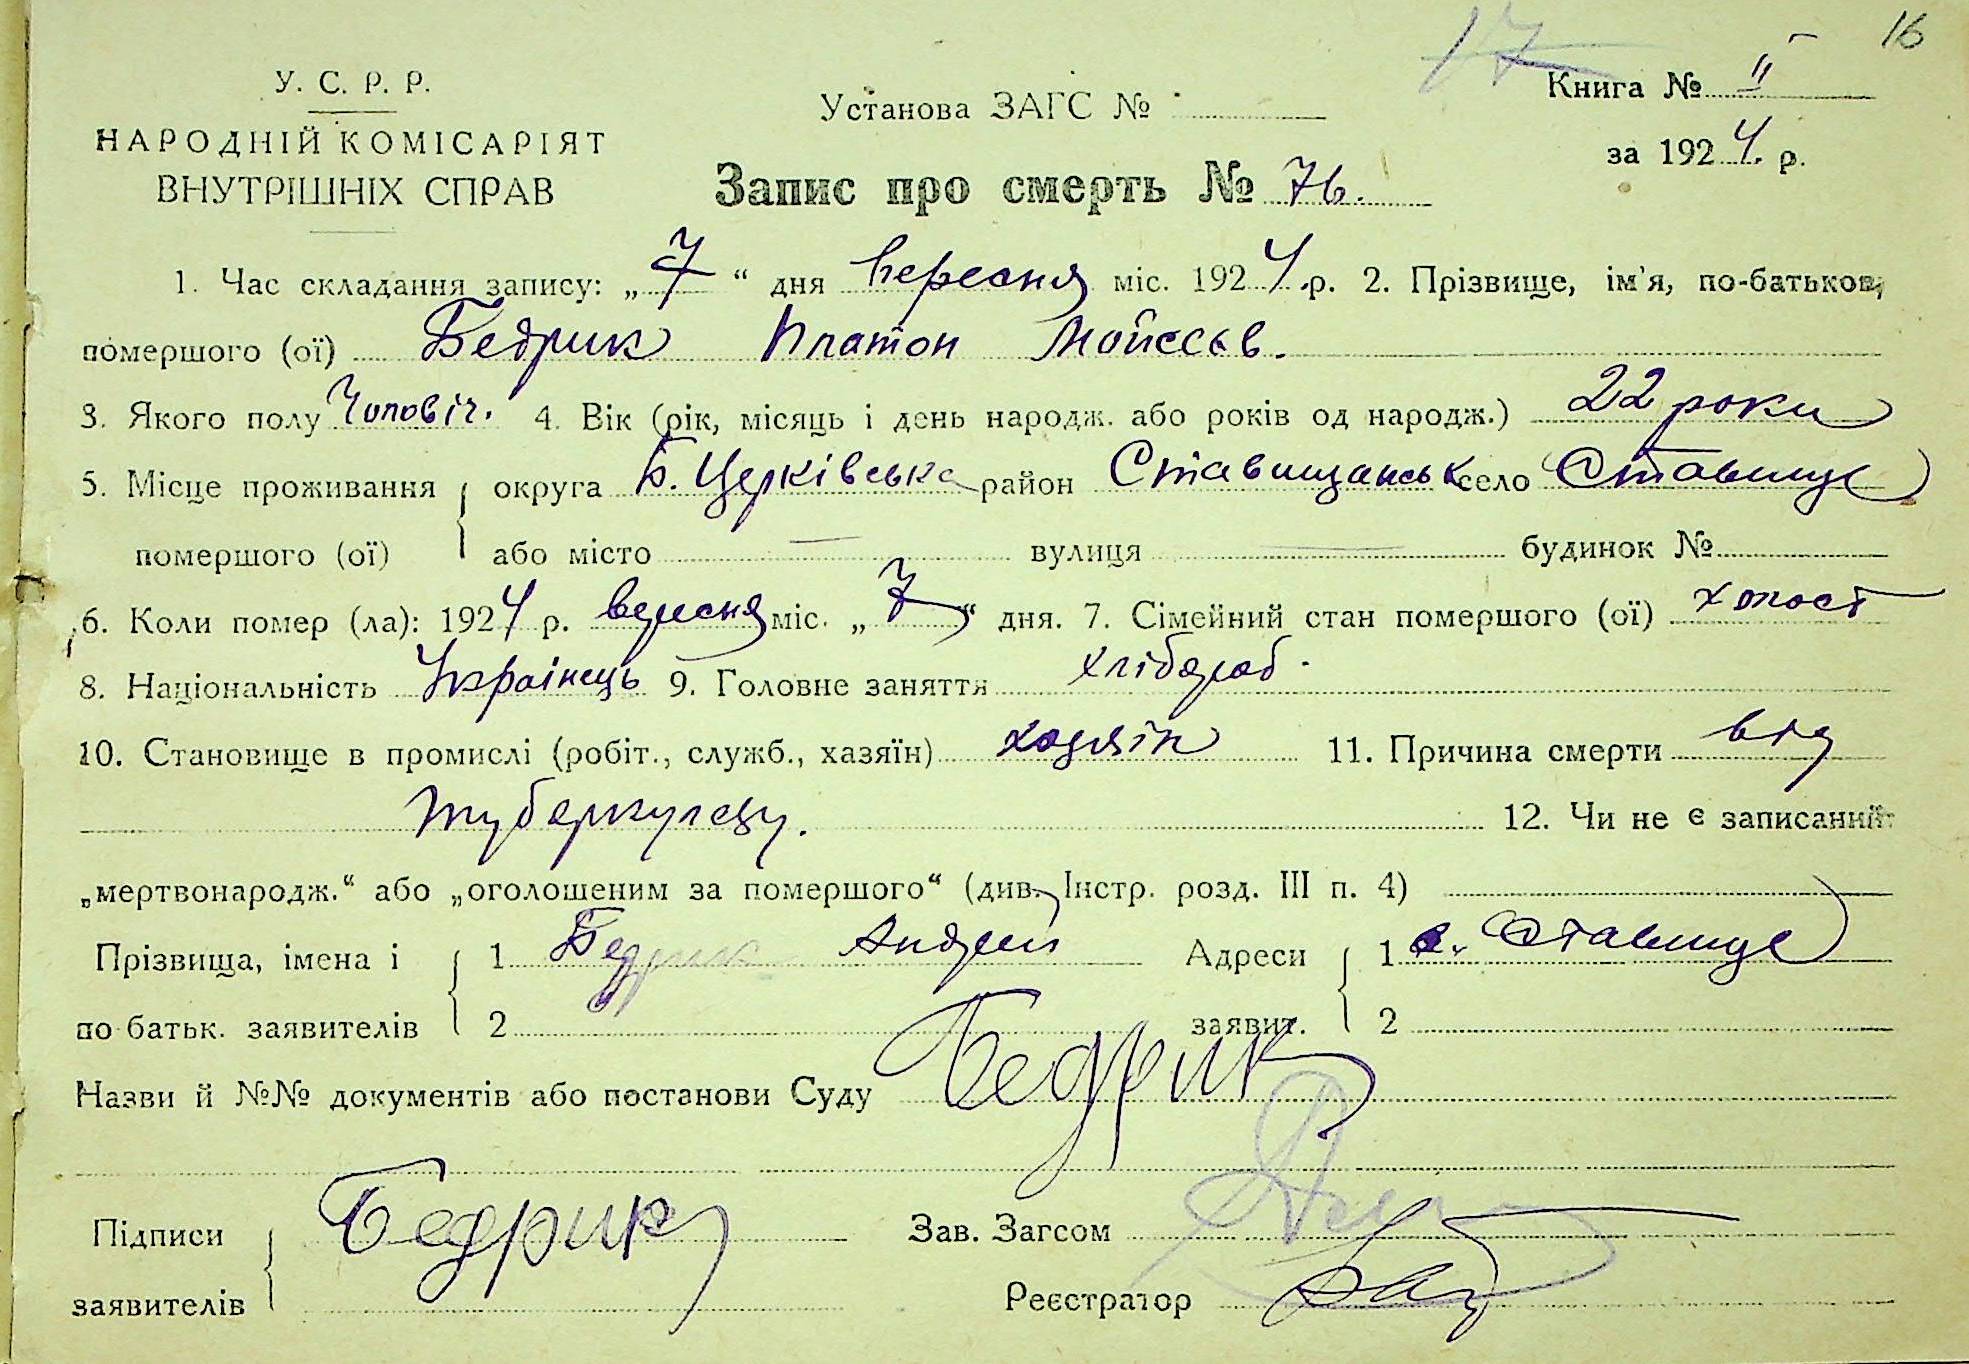 17
16
У. С. Р. Р.
НАРОДНІЙ КОМІСАРІЯТ
ВНУТРІШНІХ СПРАВ
Установа ЗАГС №
Книга № II
за 1924 р.
Запис про смерть № 76.
1. Час складання запису: „7“ дня вересня міс. 1924 р. 2. Прізвище, ім'я, по-батькові
помершого (ої) Бедрик Платон Мойсеєв.
3. Якого полу Чоловіч. 4. Вік (рік, місяць і день народж. або років од народж.) 22 роки
5. Місце проживання округа Б. Церківська район Ставищанськ село Ставище
помершого (ої) або місто — вулиця — будинок №
6. Коли помер (ла): 1924 р. вересня міс. „7“ дня. 7. Сімейний стан помершого (ої) холост
8. Національність Українець 9. Головне заняття хлібороб.
10. Становище в промислі (робіт., служб., хазяїн) хазяїн 11. Причина смерти від
туберкулезу. 12. Чи не є записаний
„мертвонародж.“ або „оголошеним за помершого“ (див. Інстр. розд. III п. 4)
Прізвища, імена і 1 Бедрик Андрей Адреси 1 с. Ставище
по батьк. заявителів 2 заявит. 2
Назви й №№ документів або постанови Суду Бедрик
Підписи Бедрик Зав. Загсом
заявителів Реєстратор